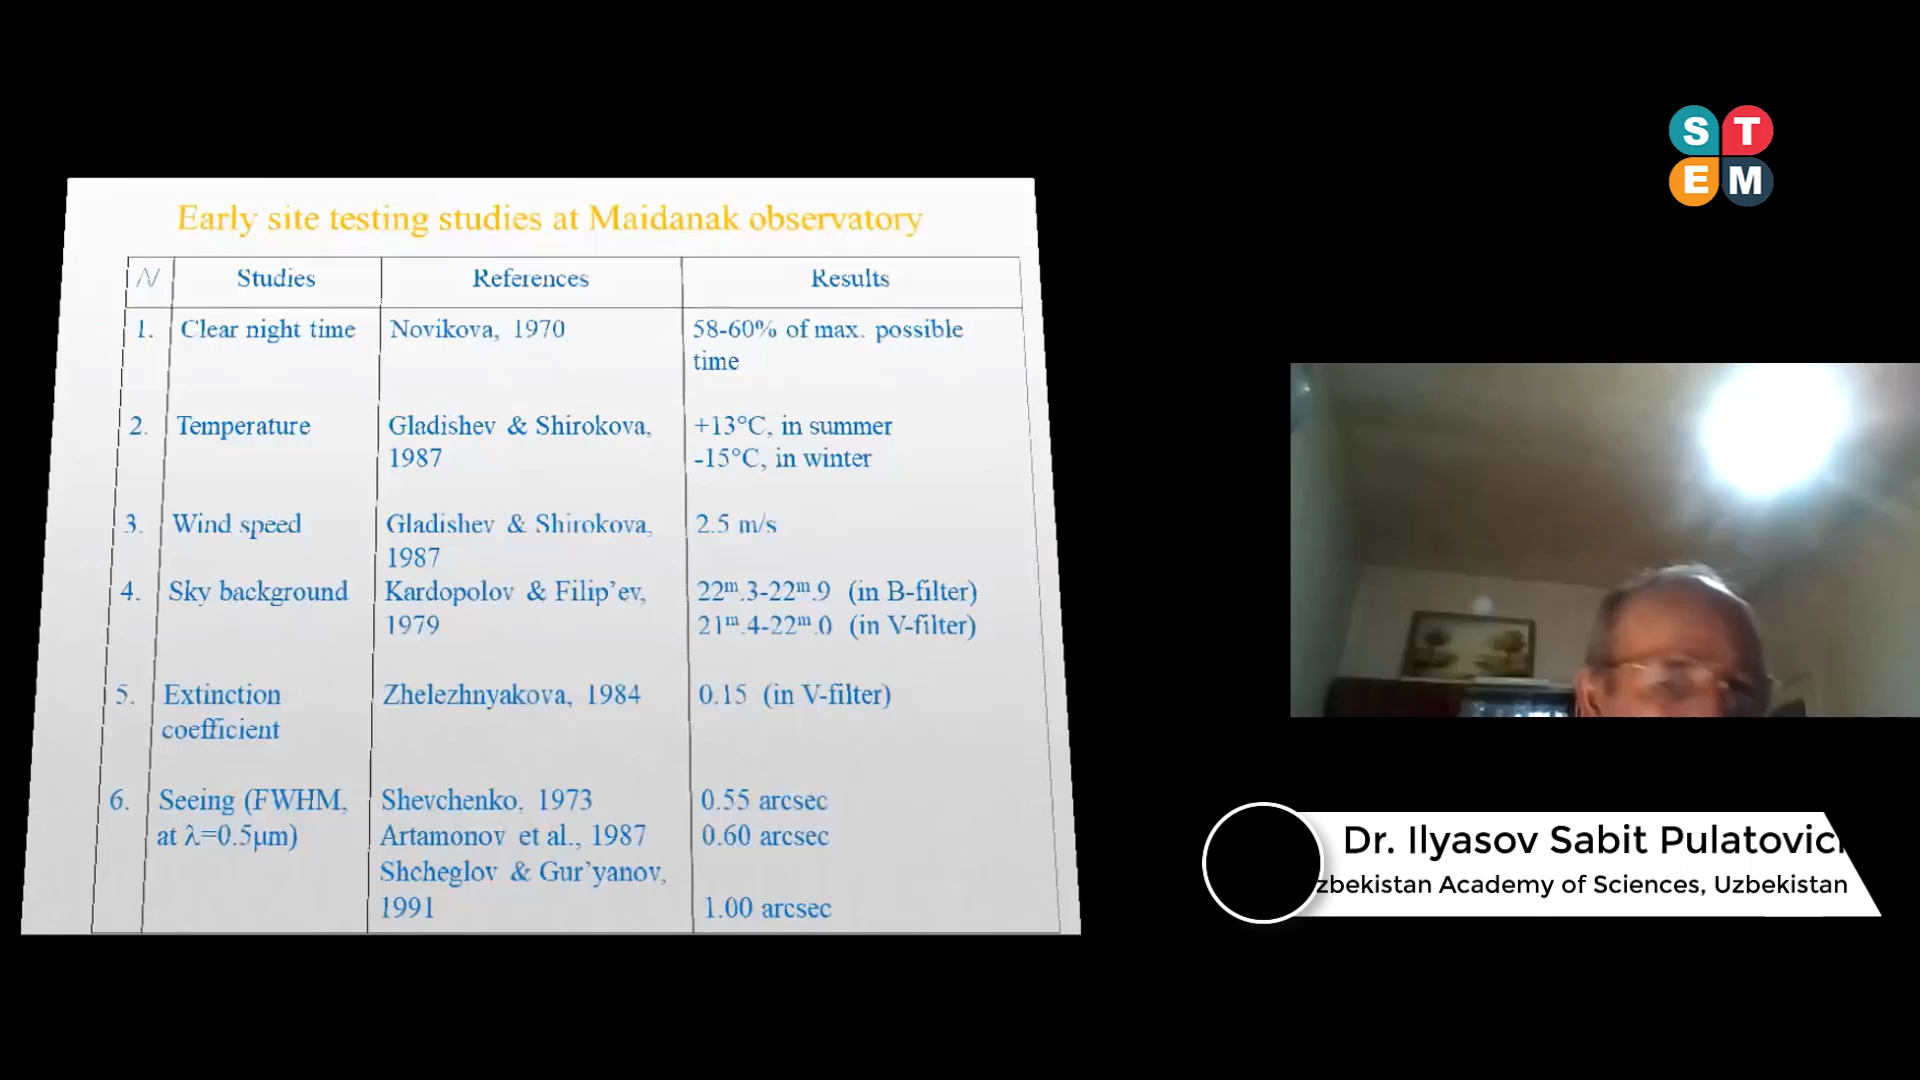 S T
E M
Early site testing studies at Maidanak observatory
N Studies References Results
1. Clear night time Novikova, 1970 58-60% of max. possible
time
2. Temperature Gladishev & Shirokova, +13°C, in summer
1987 -15°C, in winter
3. Wind speed Gladishev & Shirokova, 2.5 m/s
1987
4. Sky background Kardopolov & Filip’ev, 22ᵐ.3-22ᵐ.9 (in B-filter)
1979 21ᵐ.4-22ᵐ.0 (in V-filter)
5. Extinction Zhelezhnyakova, 1984 0.15 (in V-filter)
coefficient
6. Seeing (FWHM, Shevchenko, 1973 0.55 arcsec
at λ=0.5μm) Artamonov et al., 1987 0.60 arcsec
Shcheglov & Gur’yanov,
1991 1.00 arcsec
Dr. Ilyasov Sabit Pulatovic
zbekistan Academy of Sciences, Uzbekistan